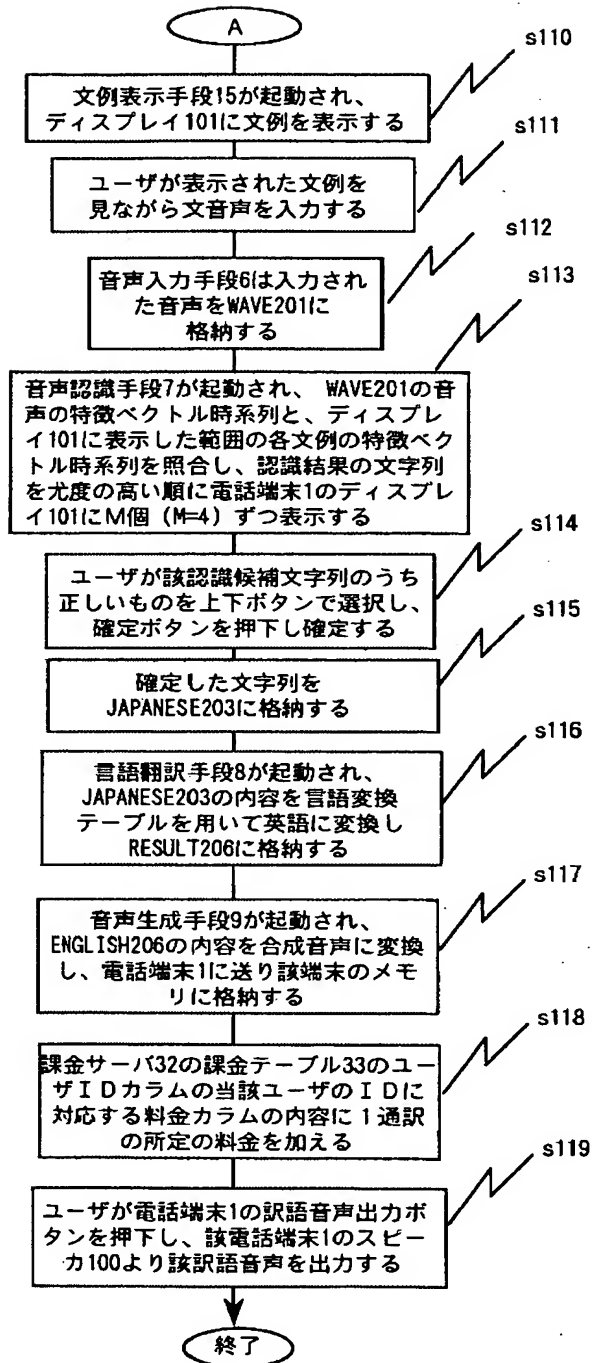 A
s110
文例表示手段15が起動され、
ディスプレイ101に文例を表示する
s111
ユーザが表示された文例を
見ながら文音声を入力する
s112
音声入力手段6は入力され
た音声をWAVE201に
格納する
s113
音声認識手段7が起動され、 WAVE201の音
声の特徴ベクトル時系列と、ディスプレ
イ101に表示した範囲の各文例の特徴ベク
トル時系列を照合し、認識結果の文字列
を尤度の高い順に電話端末1のディスプレ
イ101にM個（M=4）ずつ表示する
s114
ユーザが該認識候補文字列のうち
正しいものを上下ボタンで選択し、
確定ボタンを押下し確定する
s115
確定した文字列を
JAPANESE203に格納する
s116
言語翻訳手段8が起動され、
JAPANESE203の内容を言語変換
テーブルを用いて英語に変換し
RESULT206に格納する
s117
音声生成手段9が起動され、
ENGLISH206の内容を合成音声に変換
し、電話端末1に送り該端末のメモ
リに格納する
s118
課金サーバ32の課金テーブル33のユー
ザＩＤカラムの当該ユーザのＩＤに
対応する料金カラムの内容に１通訳
の所定の料金を加える
s119
ユーザが電話端末1の訳語音声出力ボ
タンを押下し、該電話端末1のスピー
カ100より該訳語音声を出力する
終了